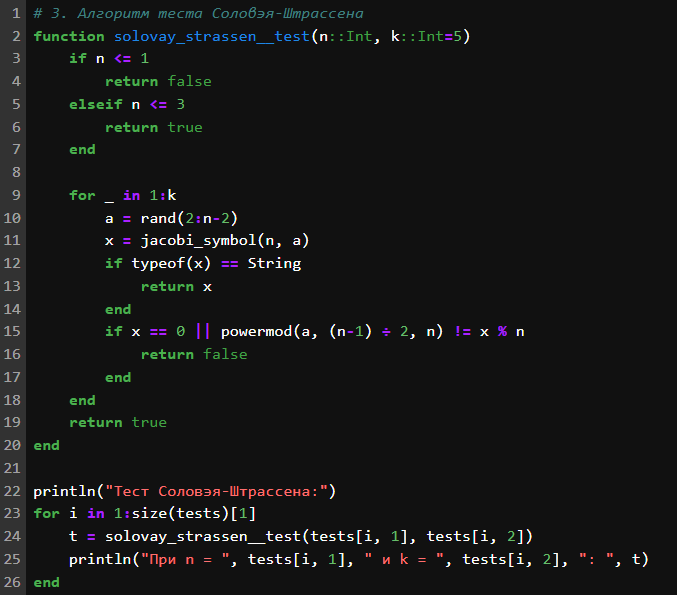 1 # 3. Алгоритм теста Соловэя-Штрассена
2 function solovay_strassen__test(n::Int, k::Int=5)
3     if n <= 1
4         return false
5     elseif n <= 3
6         return true
7     end
8
9     for _ in 1:k
10         a = rand(2:n-2)
11         x = jacobi_symbol(n, a)
12         if typeof(x) == String
13             return x
14         end
15         if x == 0 || powermod(a, (n-1) ÷ 2, n) != x % n
16             return false
17         end
18     end
19     return true
20 end
21
22 println("Тест Соловэя-Штрассена:")
23 for i in 1:size(tests)[1]
24     t = solovay_strassen__test(tests[i, 1], tests[i, 2])
25     println("При n = ", tests[i, 1], " и k = ", tests[i, 2], ": ", t)
26 end